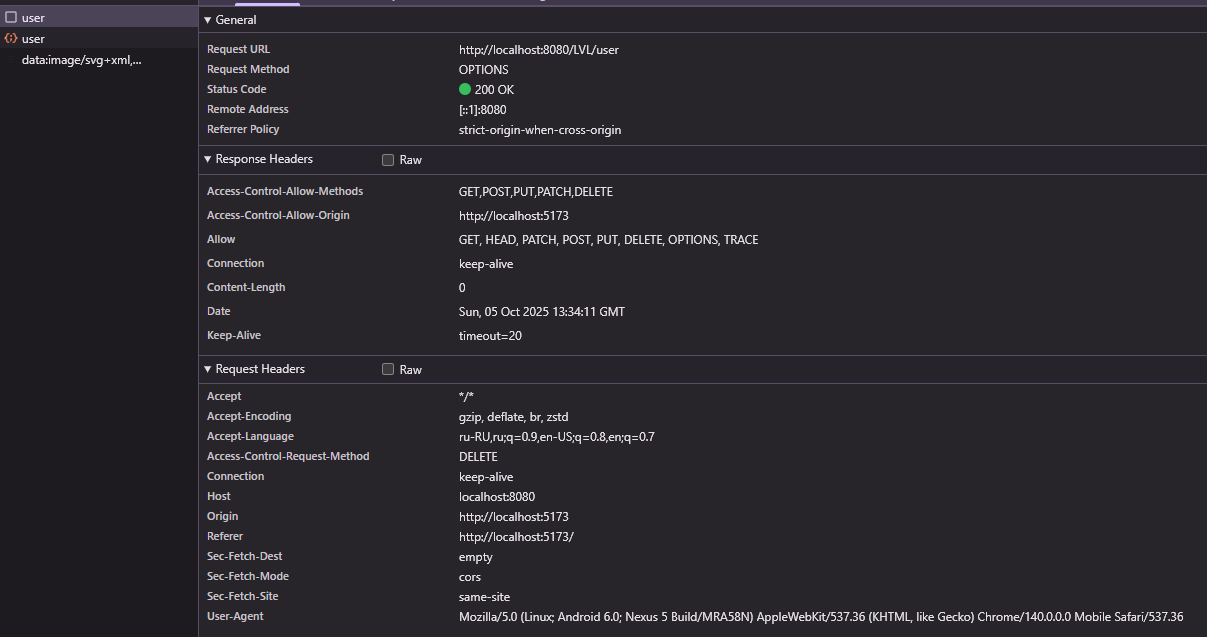 user
user
data:image/svg+xml,...
General
Request URL http://localhost:8080/LVL/user
Request Method OPTIONS
Status Code 200 OK
Remote Address [::1]:8080
Referrer Policy strict-origin-when-cross-origin
Response Headers Raw
Access-Control-Allow-Methods GET,POST,PUT,PATCH,DELETE
Access-Control-Allow-Origin http://localhost:5173
Allow GET, HEAD, PATCH, POST, PUT, DELETE, OPTIONS, TRACE
Connection keep-alive
Content-Length 0
Date Sun, 05 Oct 2025 13:34:11 GMT
Keep-Alive timeout=20
Request Headers Raw
Accept */*
Accept-Encoding gzip, deflate, br, zstd
Accept-Language ru-RU,ru;q=0.9,en-US;q=0.8,en;q=0.7
Access-Control-Request-Method DELETE
Connection keep-alive
Host localhost:8080
Origin http://localhost:5173
Referer http://localhost:5173/
Sec-Fetch-Dest empty
Sec-Fetch-Mode cors
Sec-Fetch-Site same-site
User-Agent Mozilla/5.0 (Linux; Android 6.0; Nexus 5 Build/MRA58N) AppleWebKit/537.36 (KHTML, like Gecko) Chrome/140.0.0.0 Mobile Safari/537.36